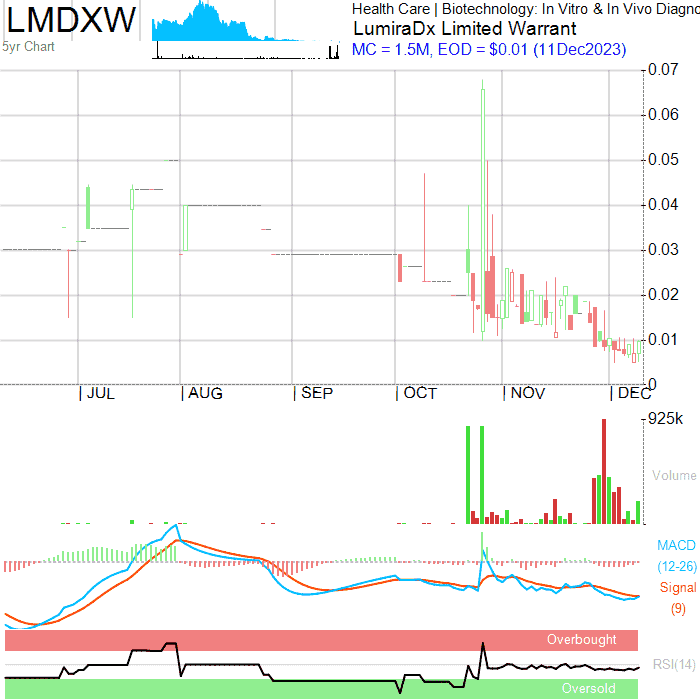 LMDXW
5yr Chart
Health Care | Biotechnology: In Vitro & In Vivo Diagno
LumiraDx Limited Warrant
MC = 1.5M, EOD = $0.01 (11Dec2023)
0.07
0.06
0.05
0.04
0.03
0.02
0.01
0
JUL AUG SEP OCT NOV DEC
925k
Volume
MACD
(12-26)
Signal
(9)
Overbought
RSI(14)
Oversold